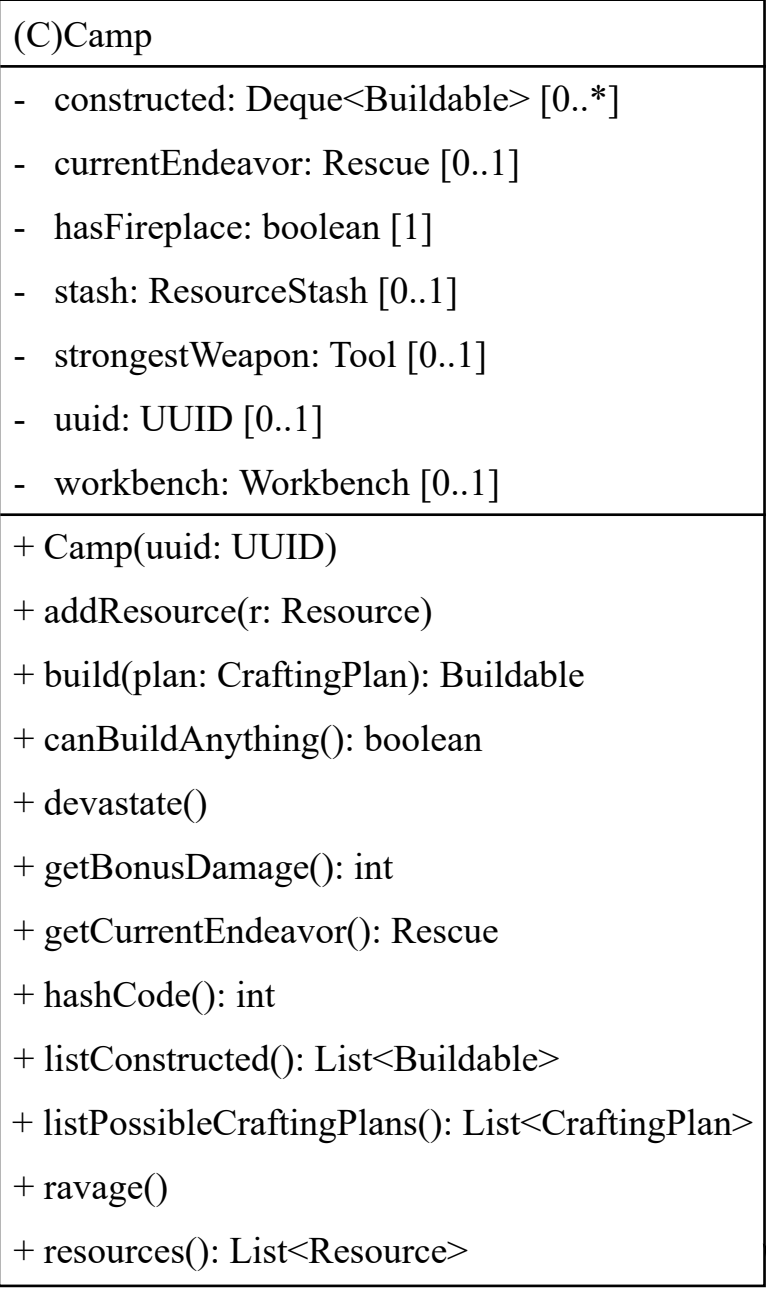 (C)Camp
- constructed: Deque<Buildable> [0..*]
- currentEndeavor: Rescue [0..1]
- hasFireplace: boolean [1]
- stash: ResourceStash [0..1]
- strongestWeapon: Tool [0..1]
- uuid: UUID [0..1]
- workbench: Workbench [0..1]
+ Camp(uuid: UUID)
+ addResource(r: Resource)
+ build(plan: CraftingPlan): Buildable
+ canBuildAnything(): boolean
+ devastate()
+ getBonusDamage(): int
+ getCurrentEndeavor(): Rescue
+ hashCode(): int
+ listConstructed(): List<Buildable>
+ listPossibleCraftingPlans(): List<CraftingPlan>
+ ravage()
+ resources(): List<Resource>